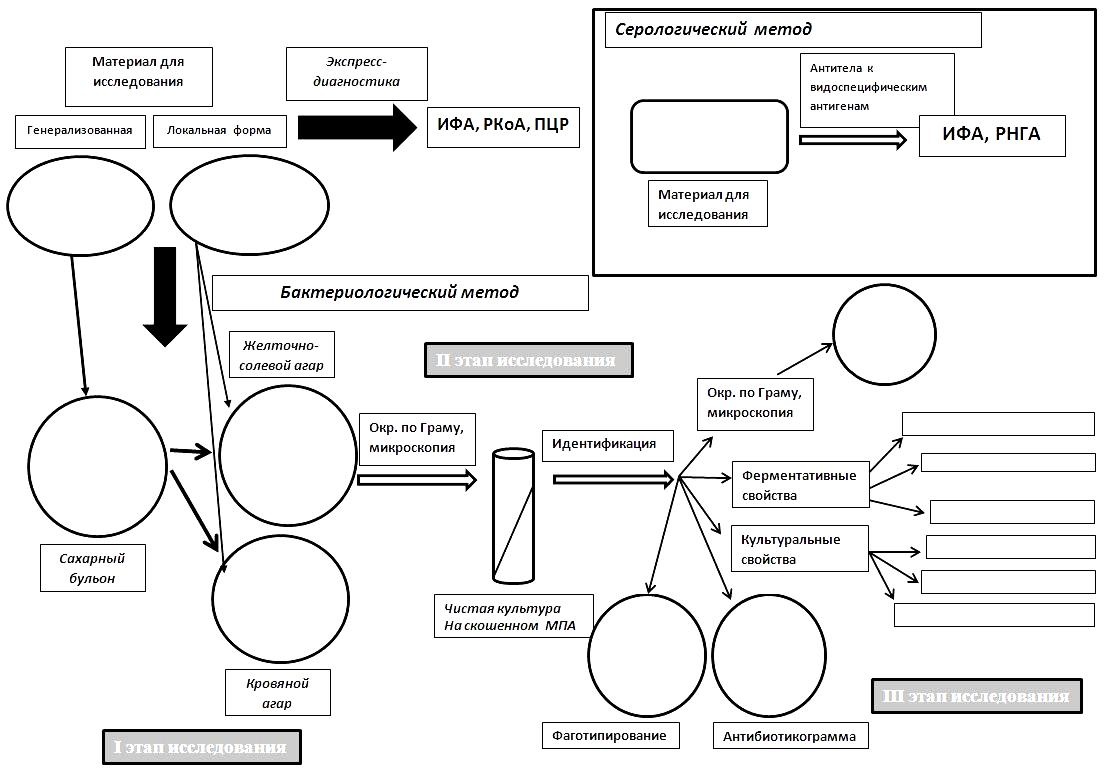 Материал для
исследования
Экспресс-
диагностика
Генерализованная
Локальная форма
ИФА, РКоА, ПЦР
Серологический метод
Антитела к
видоспецифическим
антигенам
ИФА, РНГА
Материал для
исследования
Бактериологический метод
Желточно-
солевой агар
II этап исследования
Окр. по Граму,
микроскопия
Окр. по Граму,
микроскопия
Идентификация
Ферментативные
свойства
Культуральные
свойства
Сахарный
бульон
Чистая культура
На скошенном МПА
Кровяной
агар
III этап исследования
Фаготипирование
Антибиотикограмма
I этап исследования